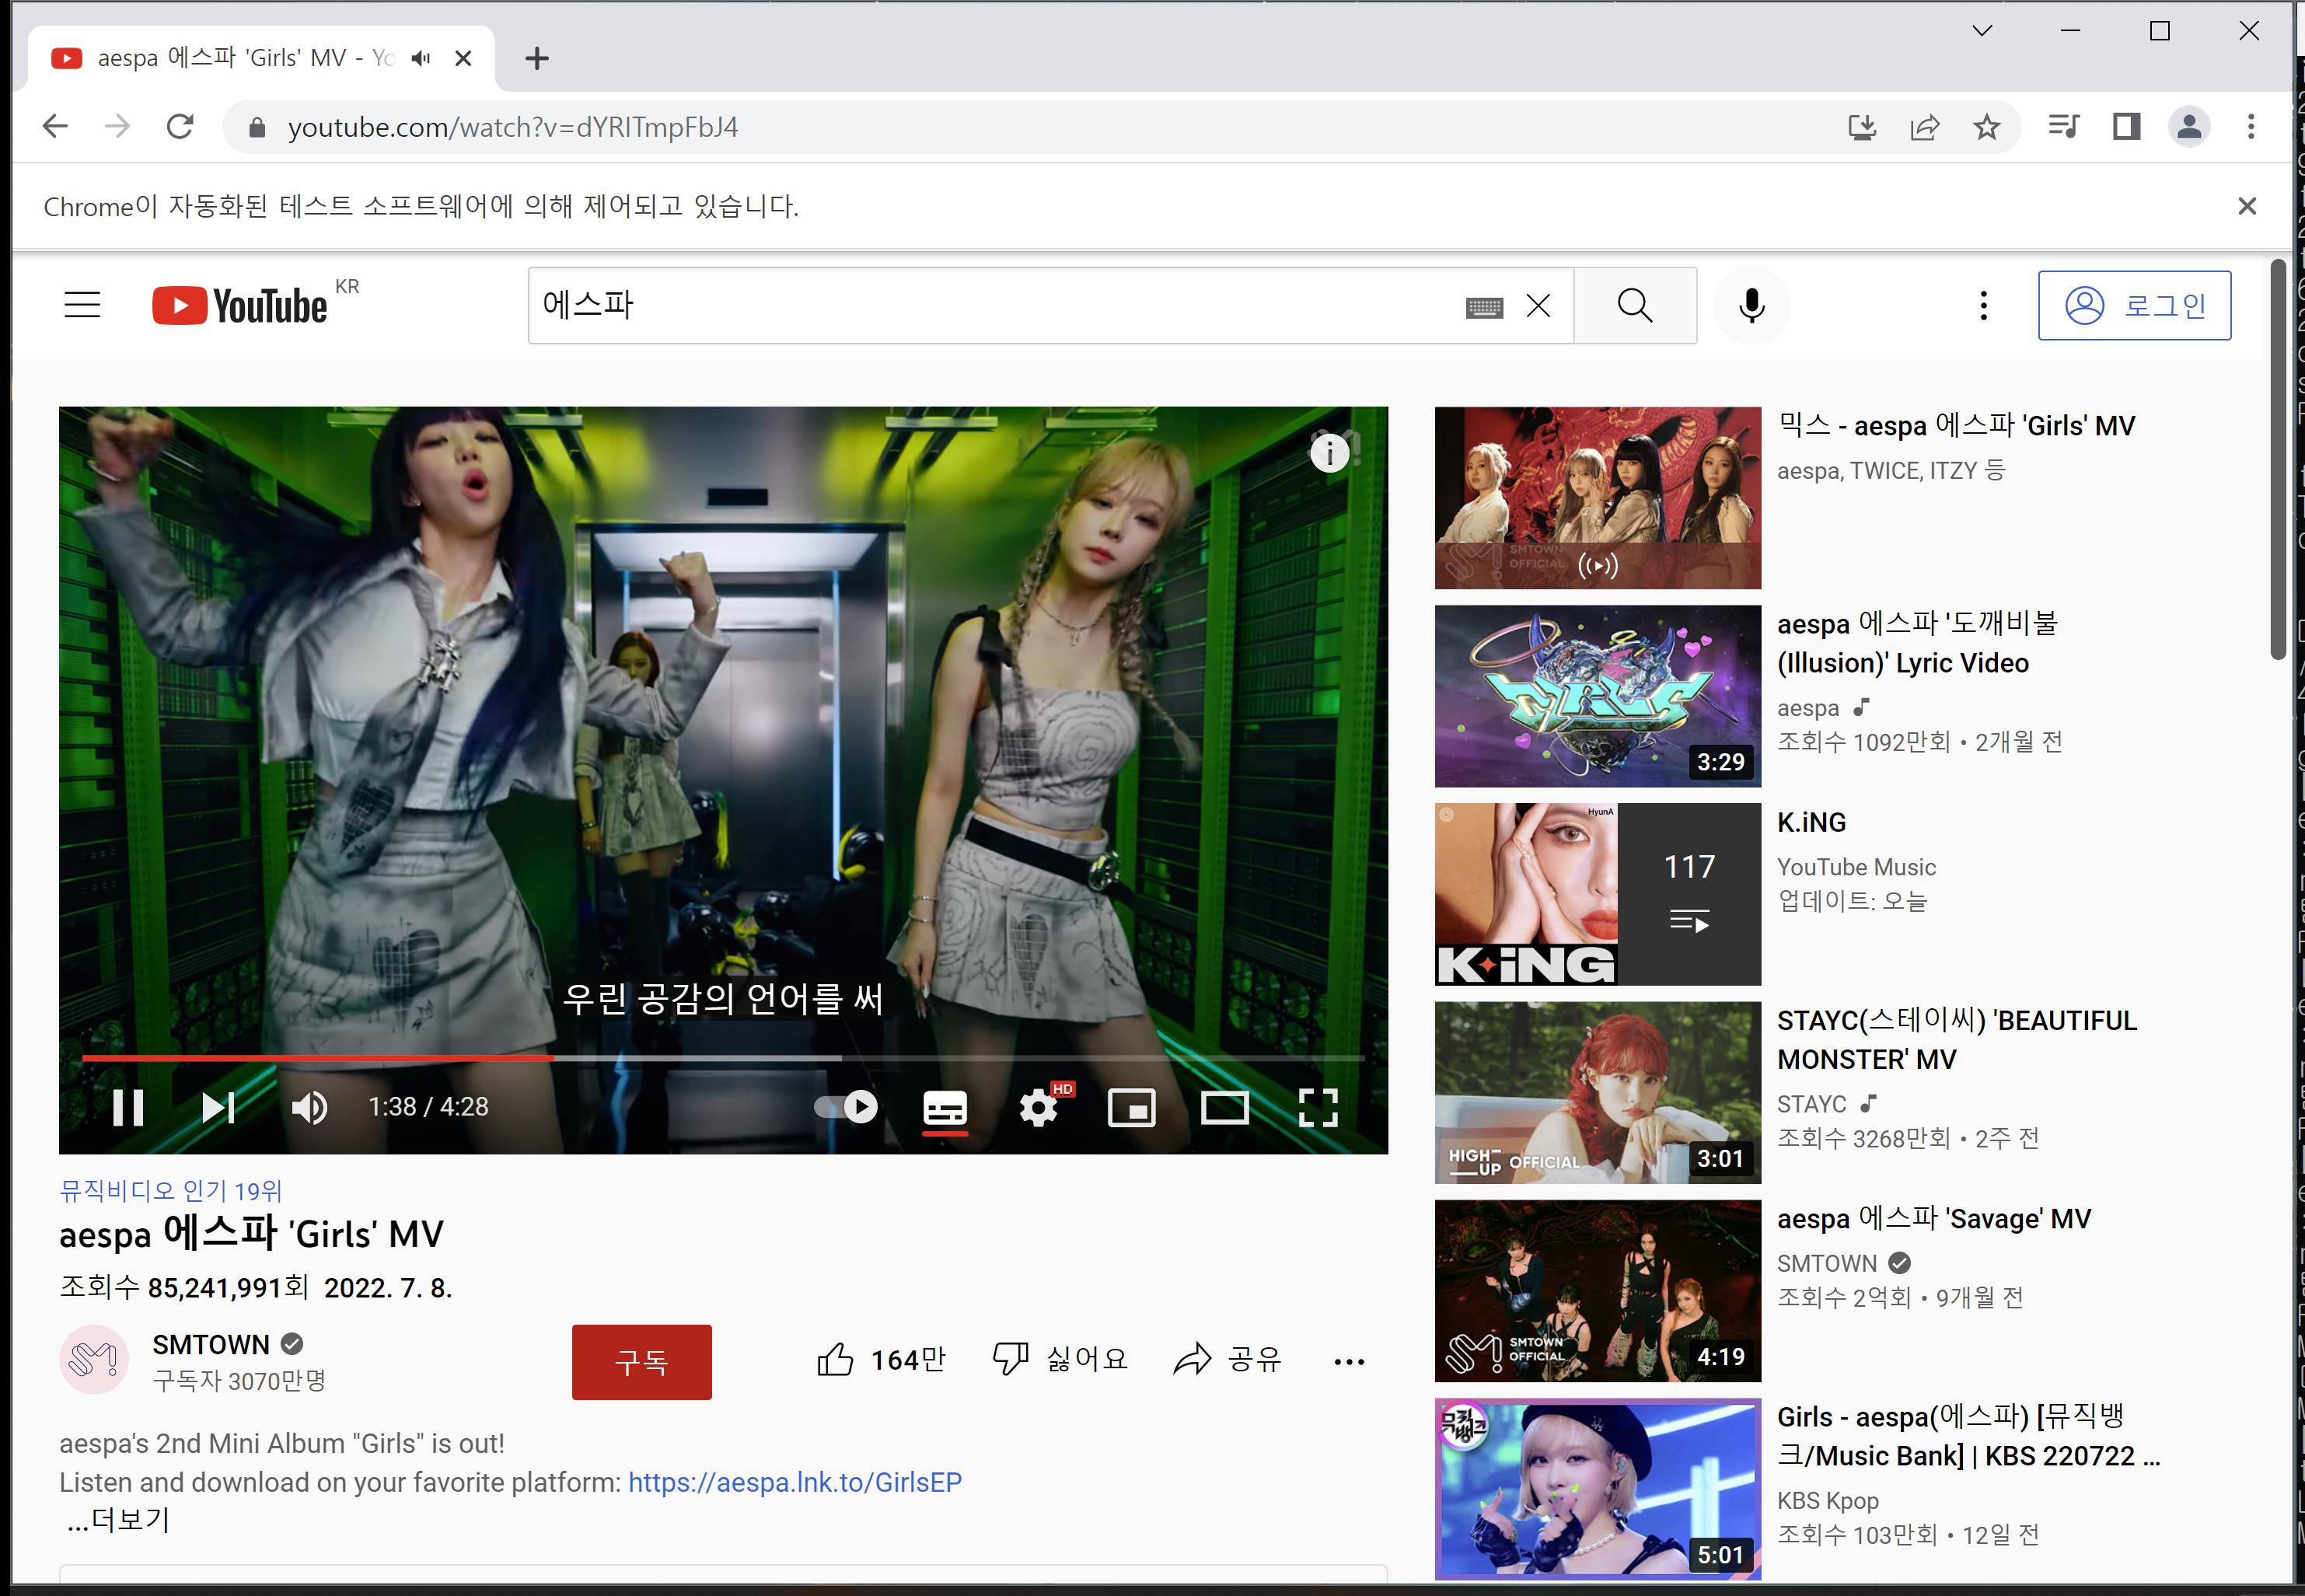 aespa 에스파 'Girls' MV - Yo
youtube.com/watch?v=dYRITmpFbJ4
Chrome이 자동화된 테스트 소프트웨어에 의해 제어되고 있습니다.
YouTube KR
에스파
로그인
우린 공감의 언어를 써
1:38 / 4:28
HD
뮤직비디오 인기 19위
aespa 에스파 'Girls' MV
조회수 85,241,991회 2022. 7. 8.
SMTOWN
구독자 3070만명
구독
164만
싫어요
공유
aespa's 2nd Mini Album "Girls" is out!
Listen and download on your favorite platform: https://aespa.lnk.to/GirlsEP
...더보기
SMTOWN
OFFICIAL
믹스 - aespa 에스파 'Girls' MV
aespa, TWICE, ITZY 등
GIRLS
3:29
aespa 에스파 '도깨비불
(Illusion)' Lyric Video
aespa
조회수 1092만회 • 2개월 전
HyunA
K✦iNG
117
K.iNG
YouTube Music
업데이트: 오늘
HIGH
UP OFFICIAL
3:01
STAYC(스테이씨) 'BEAUTIFUL
MONSTER' MV
STAYC
조회수 3268만회 • 2주 전
SMTOWN
OFFICIAL
4:19
aespa 에스파 'Savage' MV
SMTOWN
조회수 2억회 • 9개월 전
뮤직
뱅크
5:01
Girls - aespa(에스파) [뮤직뱅
크/Music Bank] | KBS 220722 ...
KBS Kpop
조회수 103만회 • 12일 전